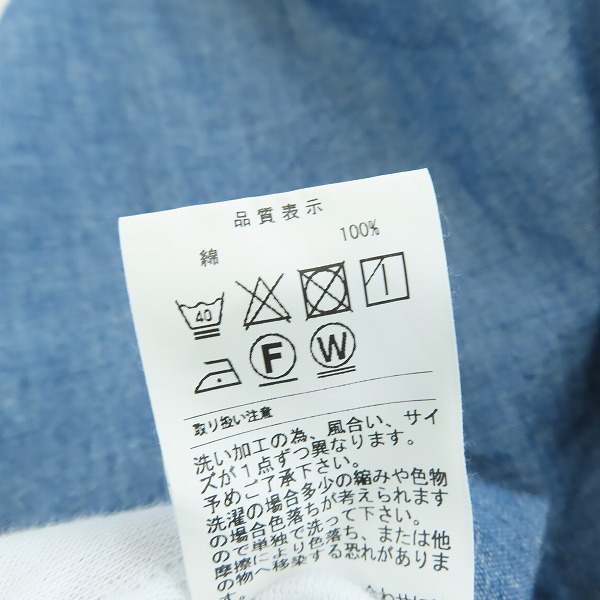 品質表示
綿 100%
40
F W
取り扱い注意
洗い加工の為、風合い、サイ
ズが1点ずつ異なります。
予めご了承下さい。
洗濯の場合多少の縮みや色物
の場合色落ちが考えられます
ので単独で洗って下さい。
摩擦により色落ち、または他
の物へ移染する恐れがありま
す